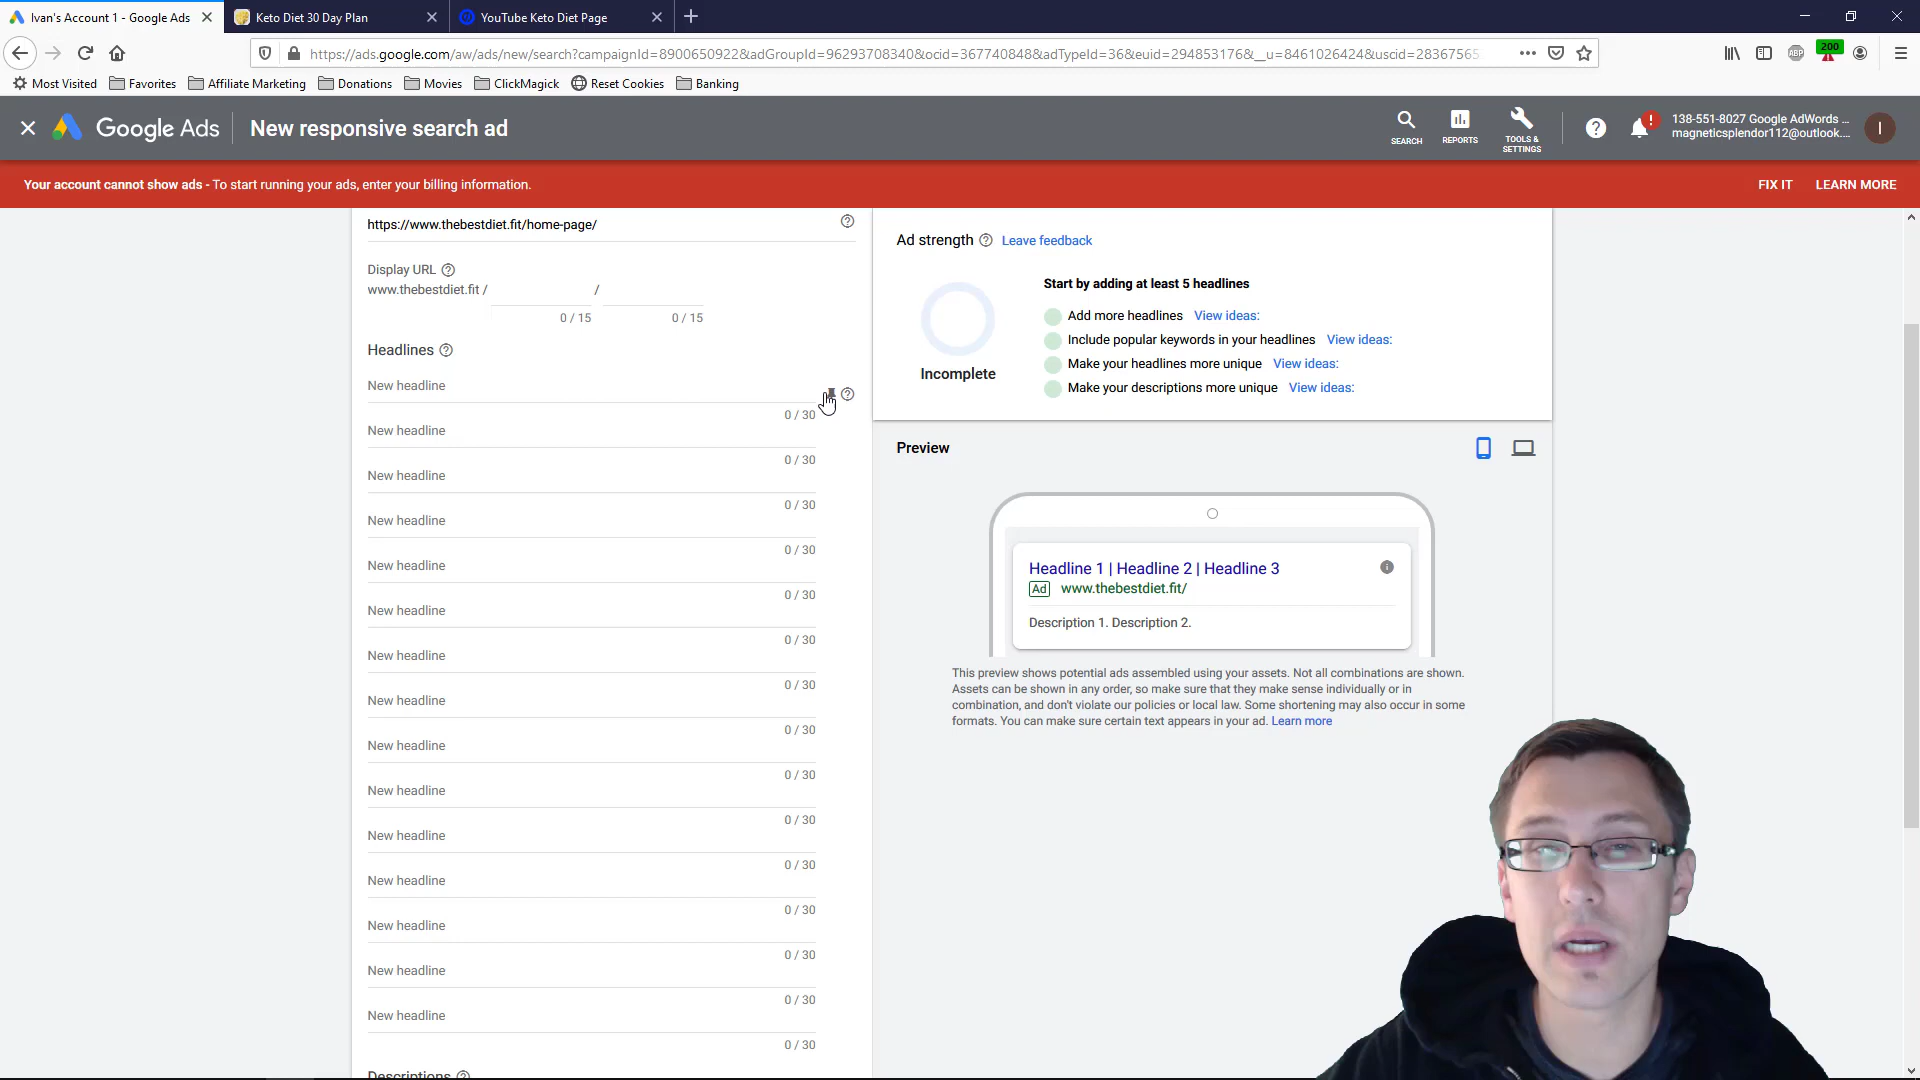 Ivan's Account 1 - Google Ads
Keto Diet 30 Day Plan
YouTube Keto Diet Page
https://ads.google.com/aw/ads/new/search?campaignId=8900650922&adGroupId=96293708340&ocid=367740848&adTypeId=36&euid=294853176&__u=8461026424&uscid=28367565
200
ABP
Most Visited
Favorites
Affiliate Marketing
Donations
Movies
ClickMagick
Reset Cookies
Banking
Google Ads
New responsive search ad
SEARCH
REPORTS
TOOLS & SETTINGS
138-551-8027 Google AdWords ...
magneticsplendor112@outlook....
I
Your account cannot show ads - To start running your ads, enter your billing information.
FIX IT
LEARN MORE
https://www.thebestdiet.fit/home-page/
Display URL
www.thebestdiet.fit /
/
0 / 15
0 / 15
Headlines
New headline
0 / 30
New headline
0 / 30
New headline
0 / 30
New headline
0 / 30
New headline
0 / 30
New headline
0 / 30
New headline
0 / 30
New headline
0 / 30
New headline
0 / 30
New headline
0 / 30
New headline
0 / 30
New headline
0 / 30
New headline
0 / 30
New headline
0 / 30
New headline
0 / 30
Descriptions
Ad strength
Leave feedback
Incomplete
Start by adding at least 5 headlines
Add more headlines View ideas:
Include popular keywords in your headlines View ideas:
Make your headlines more unique View ideas:
Make your descriptions more unique View ideas:
Preview
Headline 1 | Headline 2 | Headline 3
Ad www.thebestdiet.fit/
Description 1. Description 2.
This preview shows potential ads assembled using your assets. Not all combinations are shown.
Assets can be shown in any order, so make sure that they make sense individually or in
combination, and don't violate our policies or local law. Some shortening may also occur in some
formats. You can make sure certain text appears in your ad. Learn more